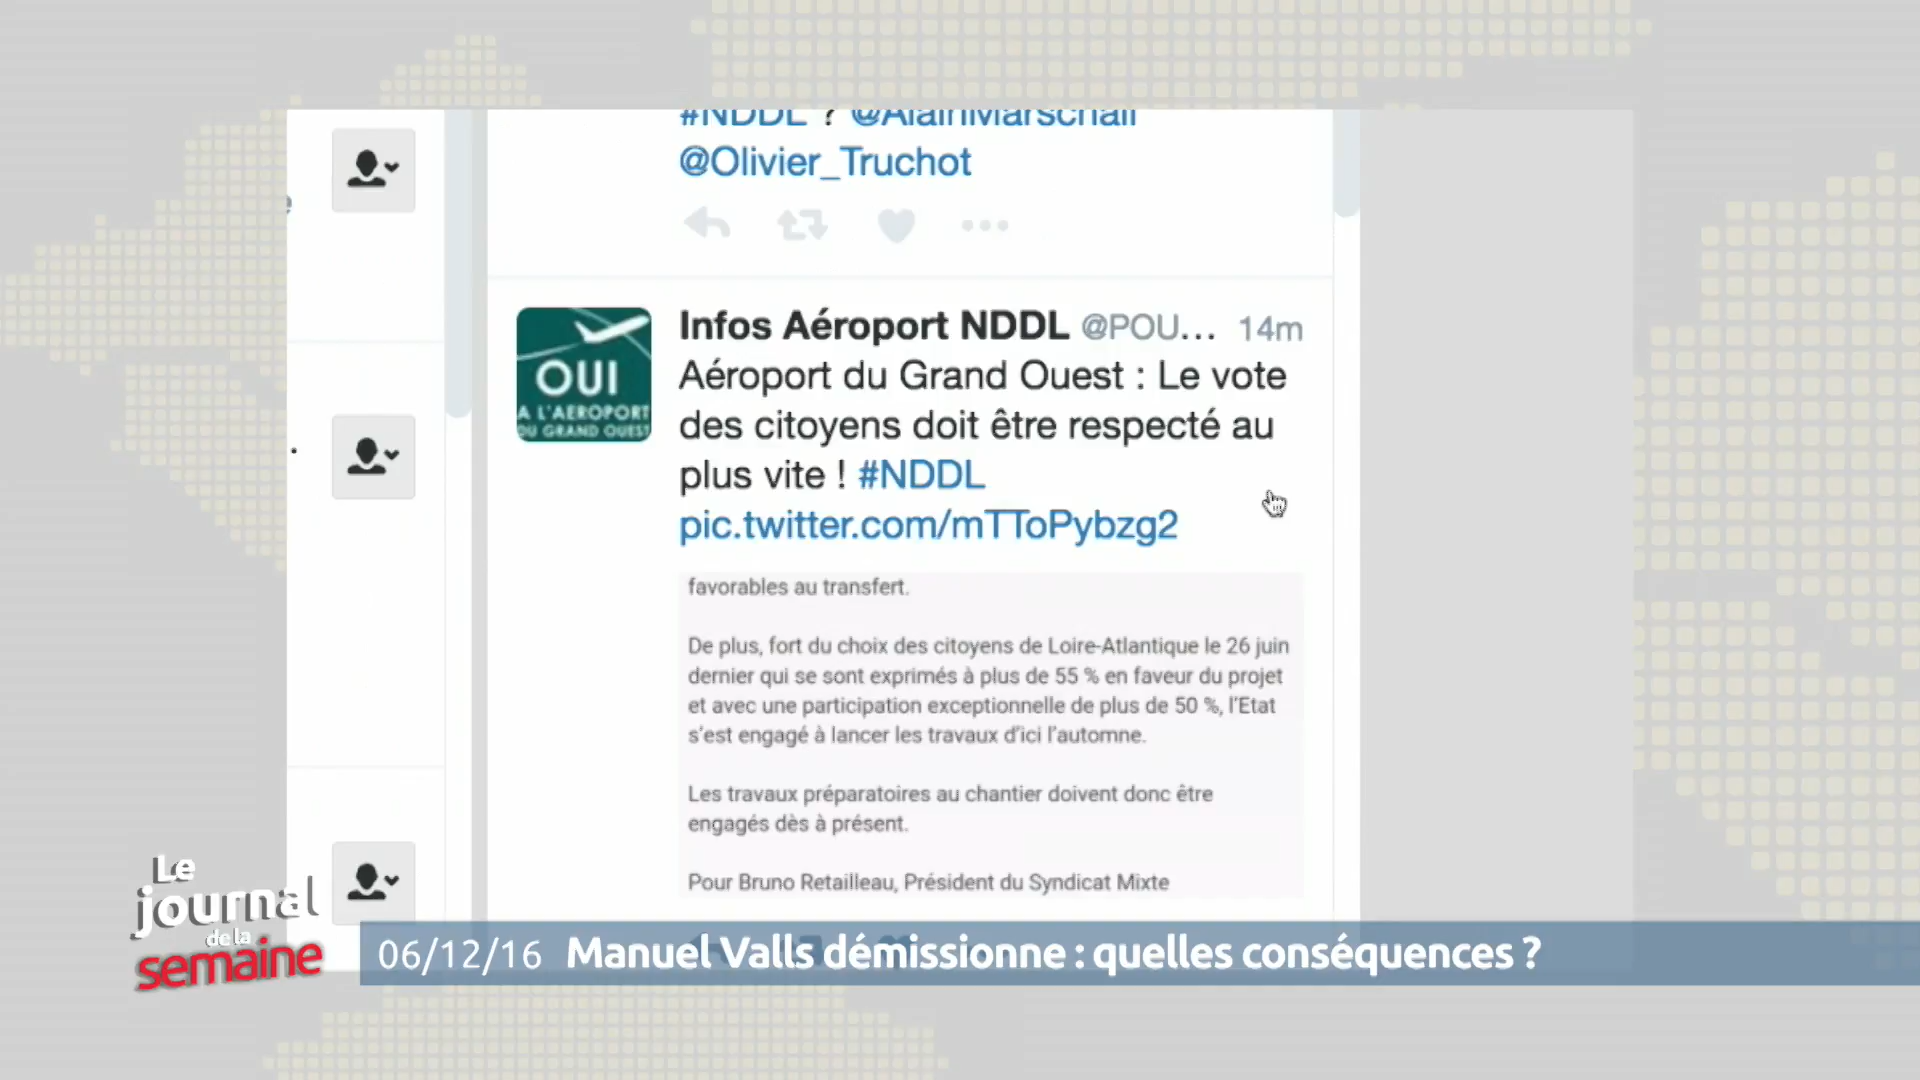 #NDDL ? @AlainMarschall
@Olivier_Truchot
Infos Aéroport NDDL @POU... 14m
OUI
A L'AEROPORT
DU GRAND OUEST
Aéroport du Grand Ouest : Le vote
des citoyens doit être respecté au
plus vite ! #NDDL
pic.twitter.com/mTToPybzg2
favorables au transfert.
De plus, fort du choix des citoyens de Loire-Atlantique le 26 juin
dernier qui se sont exprimés à plus de 55 % en faveur du projet
et avec une participation exceptionnelle de plus de 50 %, l'Etat
s'est engagé à lancer les travaux d'ici l'automne.
Les travaux préparatoires au chantier doivent donc être
engagés dès à présent.
Pour Bruno Retailleau, Président du Syndicat Mixte
Le
journal
de la
semaine
06/12/16 Manuel Valls démissionne : quelles conséquences ?